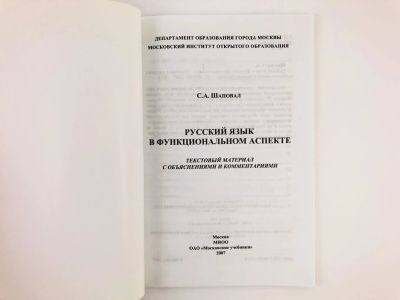 ДЕПАРТАМЕНТ ОБРАЗОВАНИЯ ГОРОДА МОСКВЫ
МОСКОВСКИЙ ИНСТИТУТ ОТКРЫТОГО ОБРАЗОВАНИЯ
С.А. ШАПОВАЛ
РУССКИЙ ЯЗЫК
В ФУНКЦИОНАЛЬНОМ АСПЕКТЕ
ТЕКСТОВЫЙ МАТЕРИАЛ
С ОБЪЯСНЕНИЯМИ И КОММЕНТАРИЯМИ
Москва
МИОО
ОАО «Московские учебники»
2007